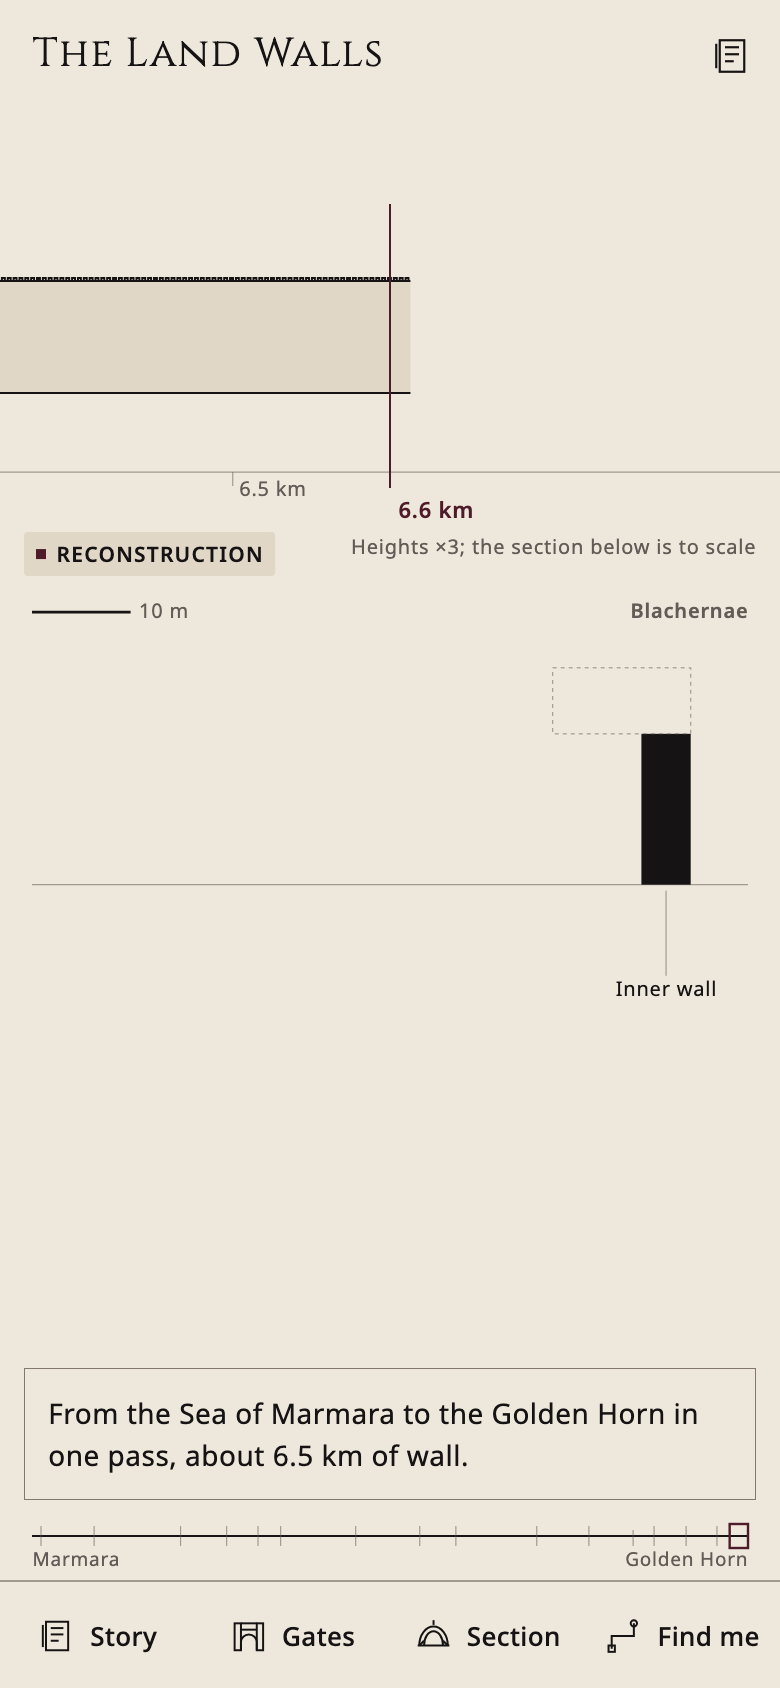 The Land Walls
6.5 km
6.6 km
RECONSTRUCTION
Heights ×3; the section below is to scale
10 m
Blachernae
Inner wall
From the Sea of Marmara to the Golden Horn in
one pass, about 6.5 km of wall.
Marmara
Golden Horn
Story
Gates
Section
Find me